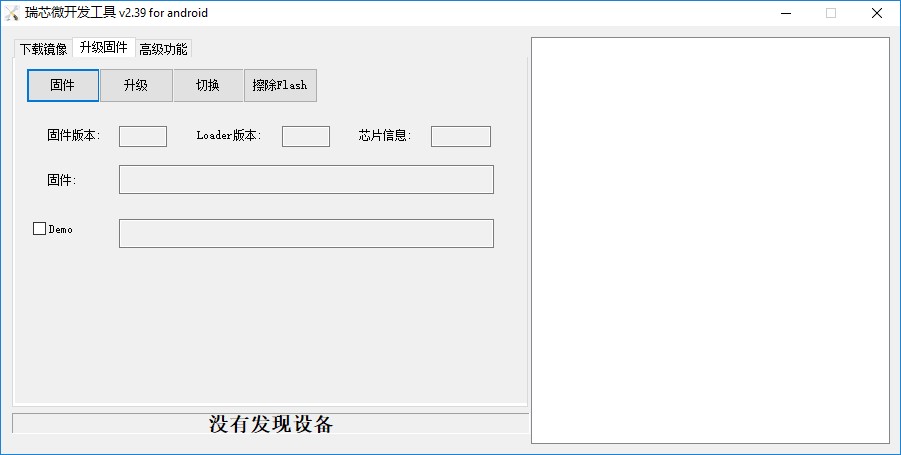 瑞芯微开发工具 v2.39 for android
下载镜像 升级固件 高级功能
固件 升级 切换 擦除Flash
固件版本: Loader版本: 芯片信息:
固件:
Demo
没有发现设备